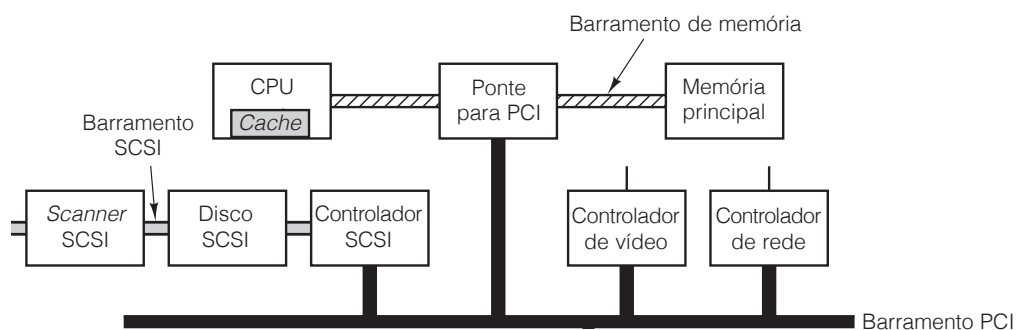 Barramento de memória
CPU
Cache
Ponte
para PCI
Memória
principal
Barramento
SCSI
Scanner
SCSI
Disco
SCSI
Controlador
SCSI
Controlador
de vídeo
Controlador
de rede
Barramento PCI